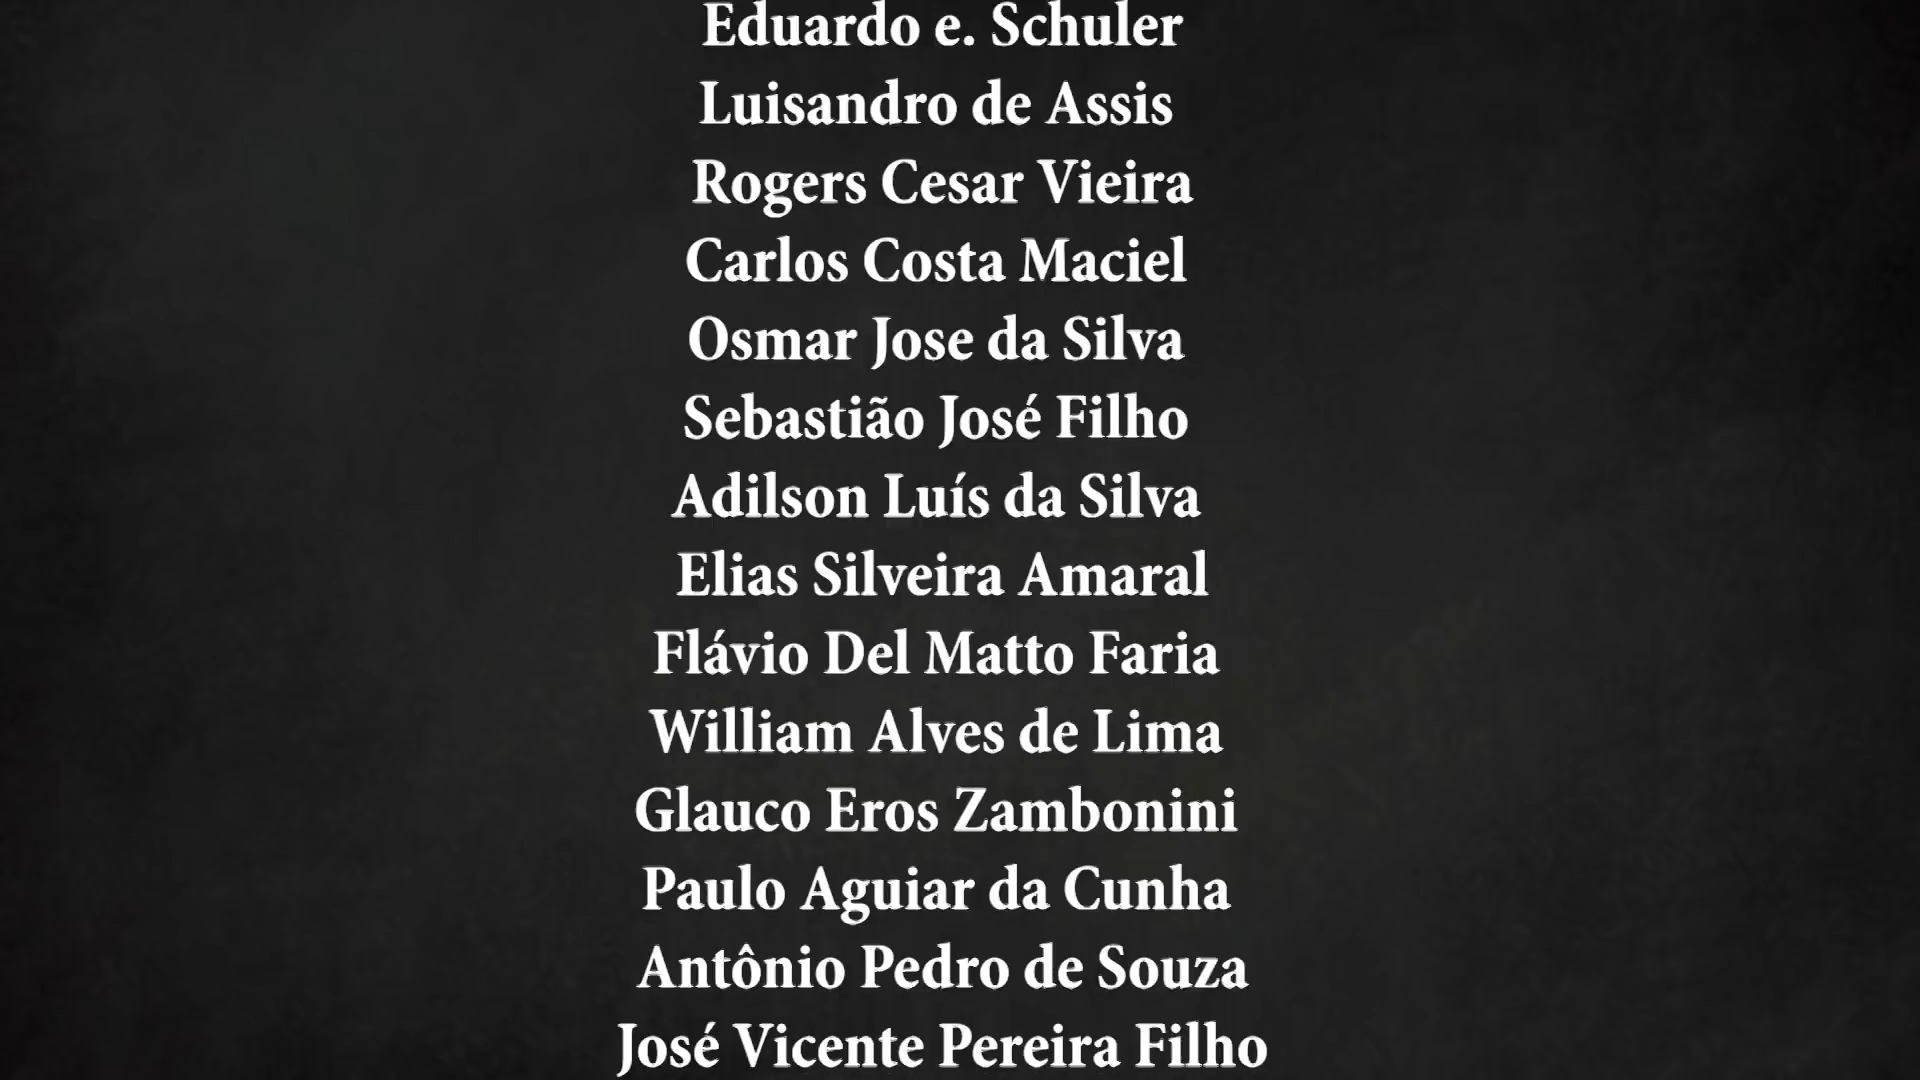 Eduardo e. Schuler
Luisandro de Assis
Rogers Cesar Vieira
Carlos Costa Maciel
Osmar Jose da Silva
Sebastião José Filho
Adilson Luís da Silva
Elias Silveira Amaral
Flávio Del Matto Faria
William Alves de Lima
Glauco Eros Zambonini
Paulo Aguiar da Cunha
Antônio Pedro de Souza
José Vicente Pereira Filho